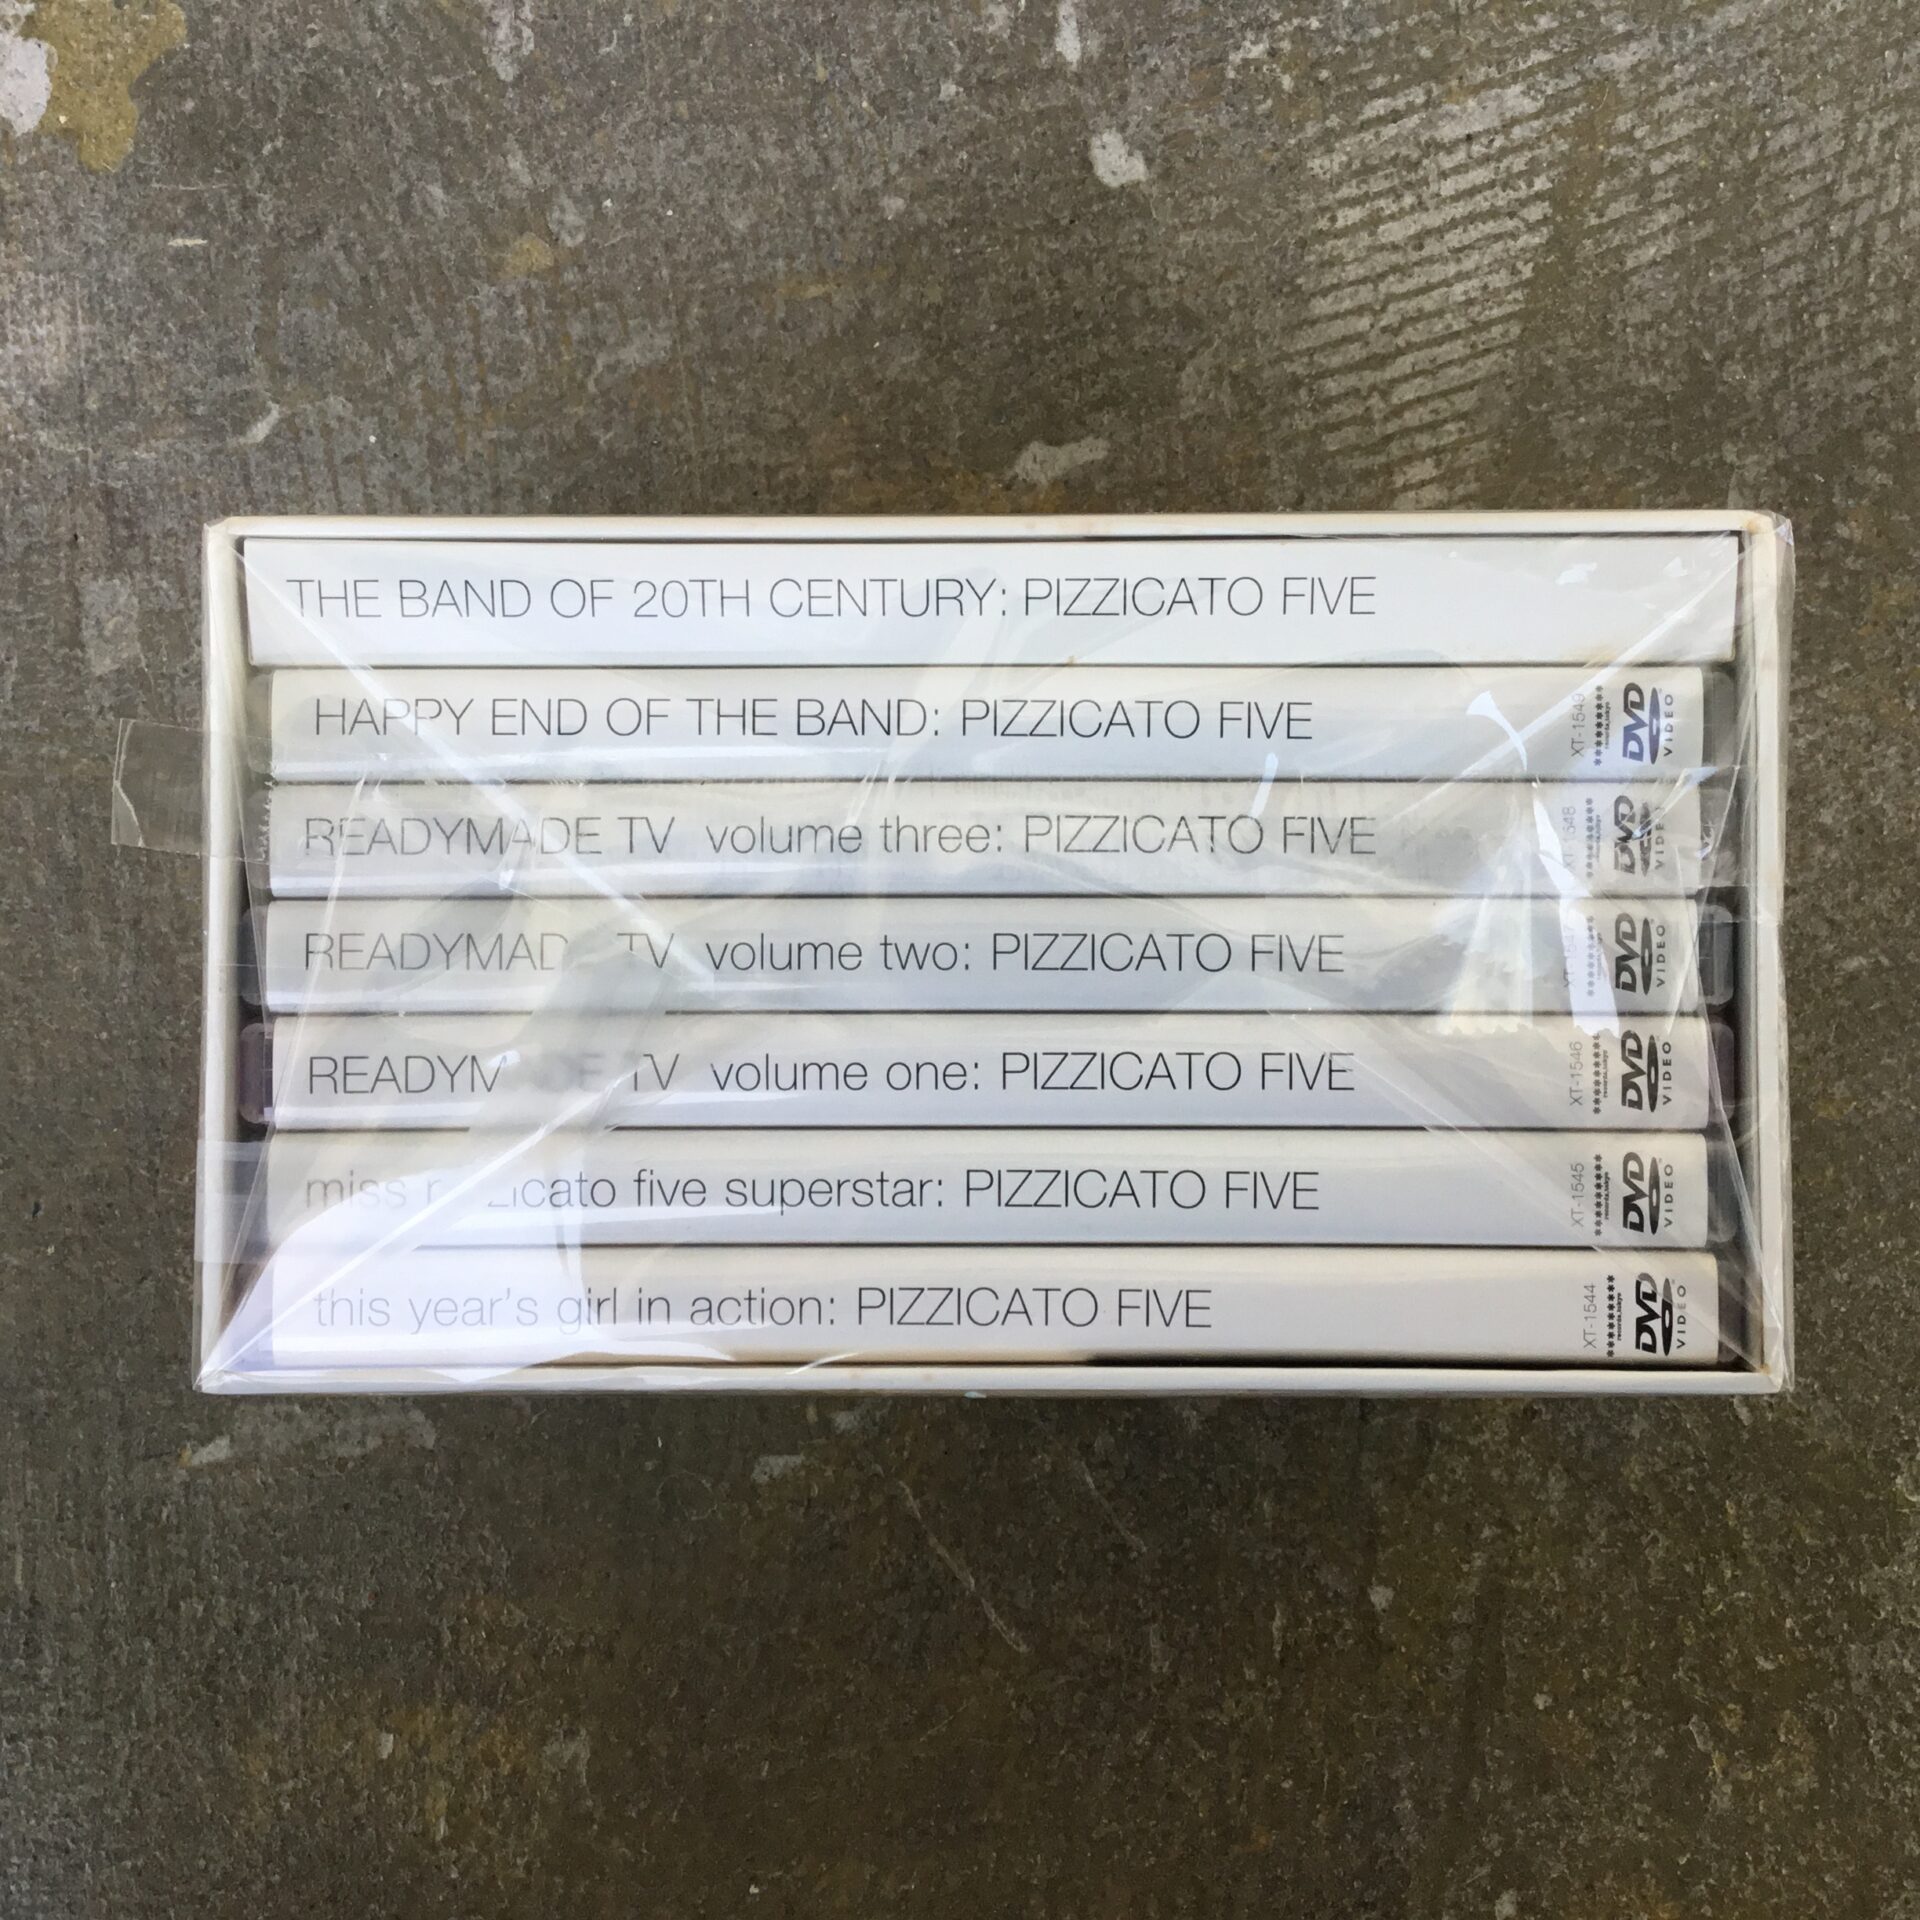 THE BAND OF 20TH CENTURY: PIZZICATO FIVE
HAPPY END OF THE BAND: PIZZICATO FIVE XT-1549 DVD VIDEO
READYMADE TV volume three: PIZZICATO FIVE DVD VIDEO
READYMAD TV volume two: PIZZICATO FIVE DVD VIDEO
TV volume one: PIZZICATO FIVE XT-1546 DVD VIDEO
miss five superstar: PIZZICATO FIVE XT-1545 DVD VIDEO
this year's girl in action: PIZZICATO FIVE XT-1544 DVD VIDEO